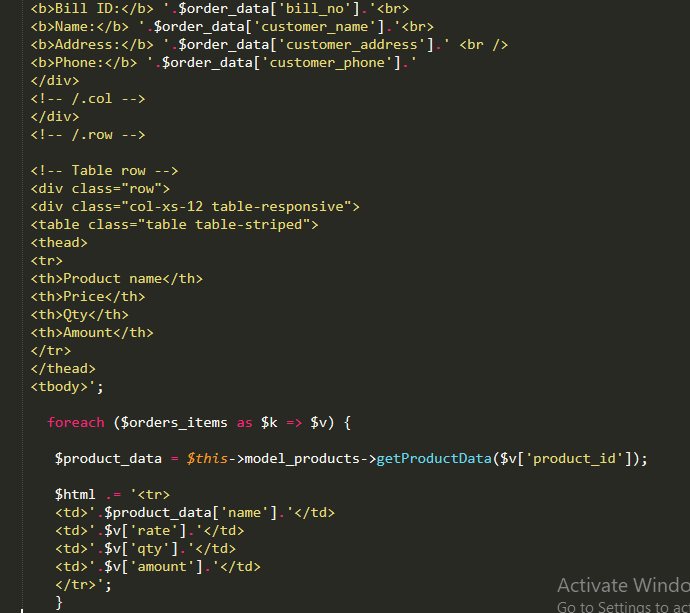 <b>Bill ID:</b> '.$order_data['bill_no'].'<br>
<b>Name:</b> '.$order_data['customer_name'].'<br>
<b>Address:</b> '.$order_data['customer_address'].' <br />
<b>Phone:</b> '.$order_data['customer_phone'].'
</div>
<!-- /.col -->
</div>
<!-- /.row -->
<!-- Table row -->
<div class="row">
<div class="col-xs-12 table-responsive">
<table class="table table-striped">
<thead>
<tr>
<th>Product name</th>
<th>Price</th>
<th>Qty</th>
<th>Amount</th>
</tr>
</thead>
<tbody>';
foreach ($orders_items as $k => $v) {
$product_data = $this->model_products->getProductData($v['product_id']);
$html .= '<tr>
<td>'.$product_data['name'].'</td>
<td>'.$v['rate'].'</td>
<td>'.$v['qty'].'</td>
<td>'.$v['amount'].'</td>
</tr>';
}
Activate Windo
Go to Settings to act